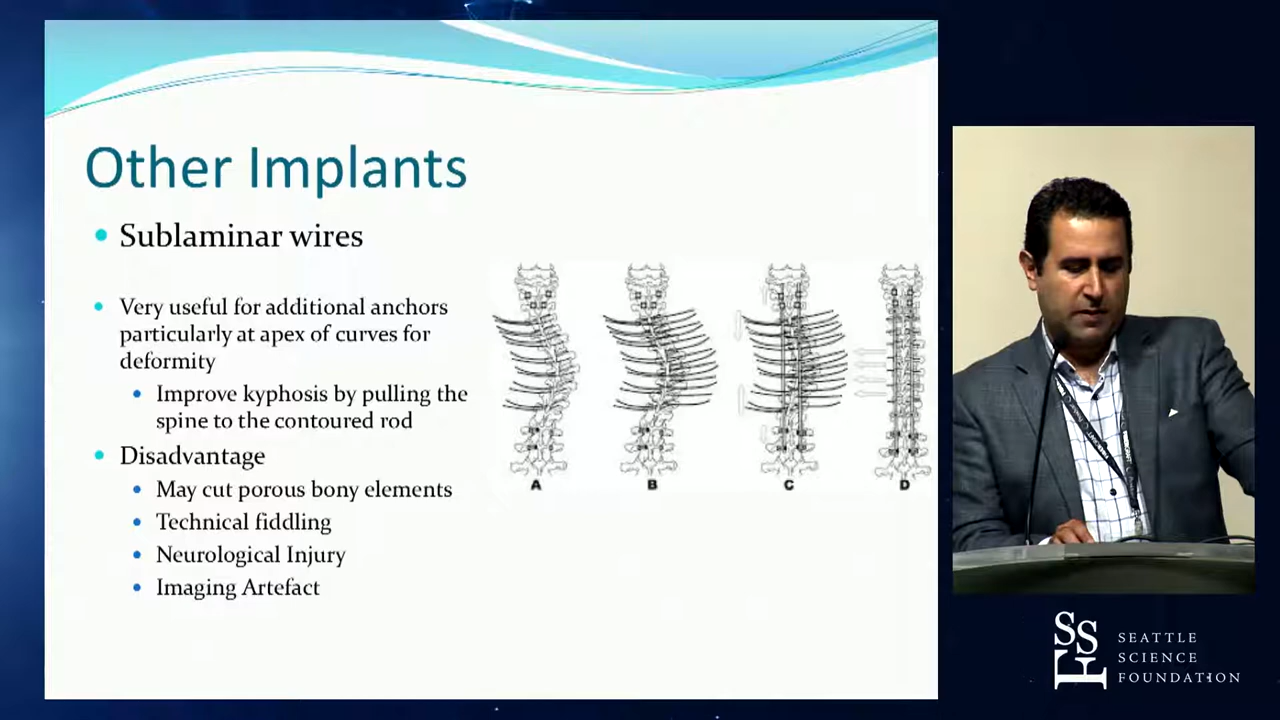 Other Implants
Sublaminar wires
Very useful for additional anchors
particularly at apex of curves for
deformity
Improve kyphosis by pulling the
spine to the contoured rod
Disadvantage
May cut porous bony elements
Technical fiddling
Neurological Injury
Imaging Artefact
A B C D
SSF
SEATTLE
SCIENCE
FOUNDATION